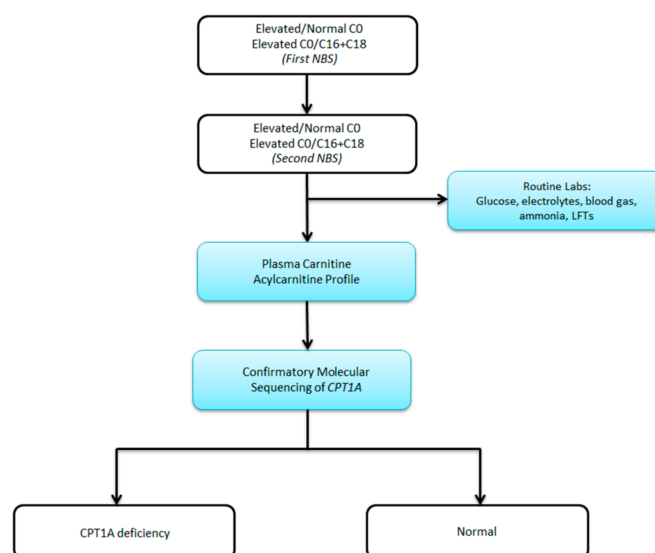 Elevated/Normal C0
Elevated C0/C16+C18
(First NBS)
Elevated/Normal C0
Elevated C0/C16+C18
(Second NBS)
Routine Labs:
Glucose, electrolytes, blood gas,
ammonia, LFTs
Plasma Carnitine
Acylcarnitine Profile
Confirmatory Molecular
Sequencing of CPT1A
CPT1A deficiency
Normal